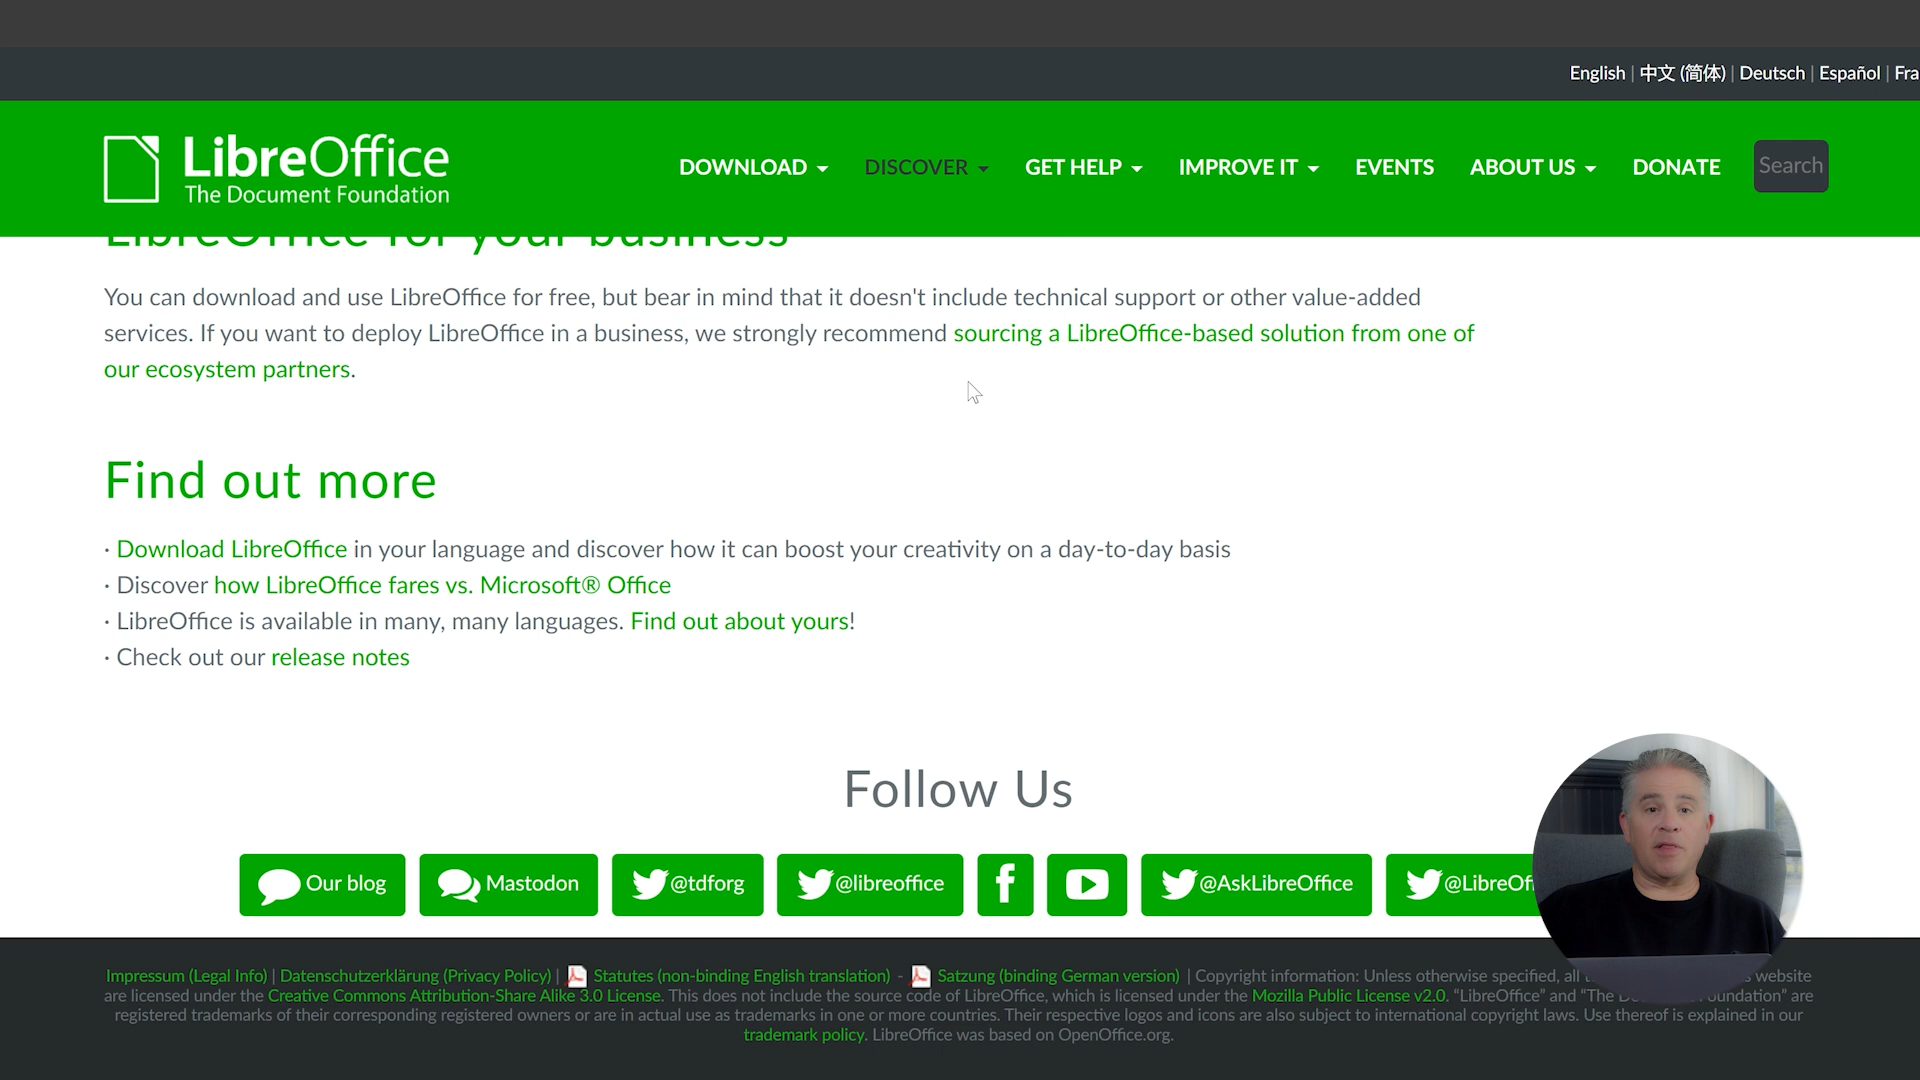 English | 中文 (简体) | Deutsch | Español | Fra
LibreOffice
The Document Foundation
DOWNLOAD DISCOVER GET HELP IMPROVE IT EVENTS ABOUT US DONATE Search
LibreOffice for your business
You can download and use LibreOffice for free, but bear in mind that it doesn't include technical support or other value-added
services. If you want to deploy LibreOffice in a business, we strongly recommend sourcing a LibreOffice-based solution from one of
our ecosystem partners.
Find out more
· Download LibreOffice in your language and discover how it can boost your creativity on a day-to-day basis
· Discover how LibreOffice fares vs. Microsoft® Office
· LibreOffice is available in many, many languages. Find out about yours!
· Check out our release notes
Follow Us
Our blog Mastodon @tdforg @libreoffice @AskLibreOffice @LibreOf
Impressum (Legal Info) | Datenschutzerklärung (Privacy Policy) | Statutes (non-binding English translation) - Satzung (binding German version) | Copyright information: Unless otherwise specified, all website
are licensed under the Creative Commons Attribution-Share Alike 3.0 License. This does not include the source code of LibreOffice, which is licensed under the Mozilla Public License v2.0. “LibreOffice” and “The Document Foundation” are
registered trademarks of their corresponding registered owners or are in actual use as trademarks in one or more countries. Their respective logos and icons are also subject to international copyright laws. Use thereof is explained in our
trademark policy. LibreOffice was based on OpenOffice.org.